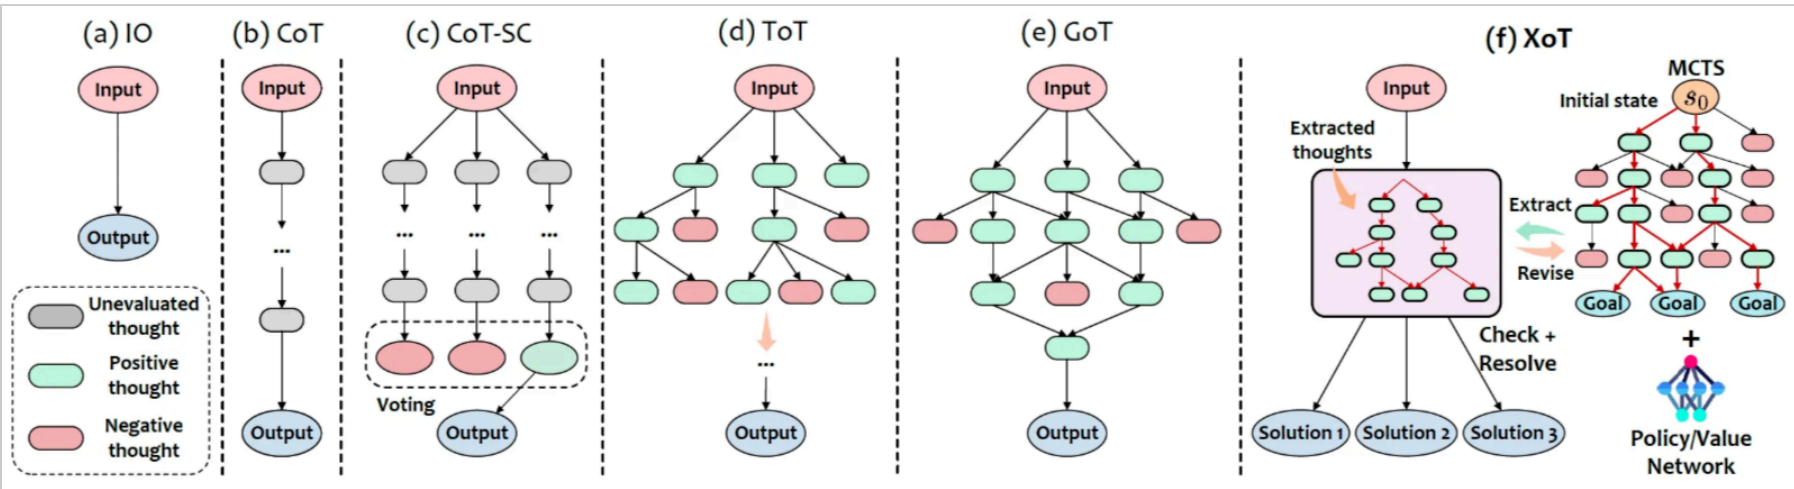 (a) IO
Input
Output
Unevaluated
thought
Positive
thought
Negative
thought
(b) CoT
Input
...
Output
(c) CoT-SC
Input
...
...
...
Voting
Output
(d) ToT
Input
...
Output
(e) GoT
Input
Output
(f) XoT
Input
Extracted
thoughts
MCTS
Initial state
s0
Extract
Revise
Goal
Goal
Goal
Check +
Resolve
+
Solution 1
Solution 2
Solution 3
Policy/Value
Network